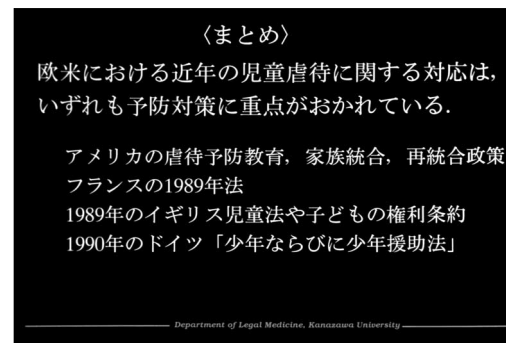 〈まとめ〉
欧米における近年の児童虐待に関する対応は,
いずれも予防対策に重点がおかれている.
アメリカの虐待予防教育，家族統合，再統合政策
フランスの1989年法
1989年のイギリス児童法や子どもの権利条約
1990年のドイツ「少年ならびに少年援助法」
Department of Legal Medicine, Kanazawa University